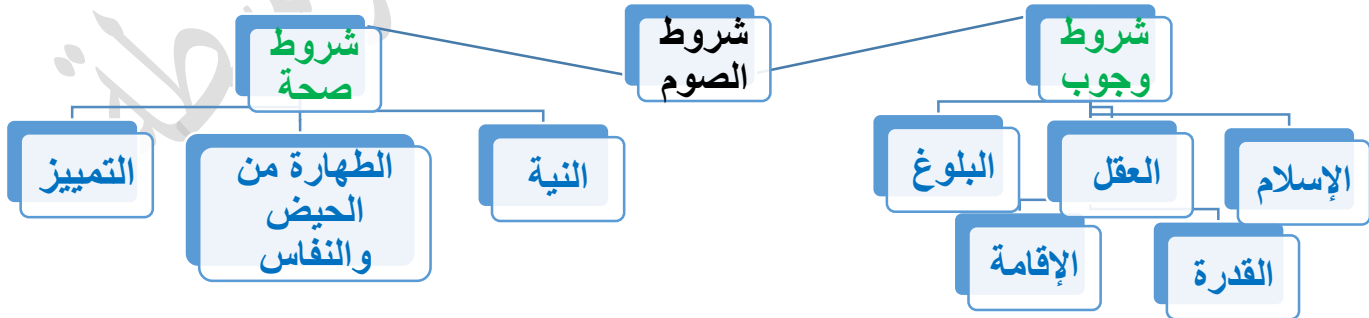 شروط
الصوم
شروط
وجوب
الإسلام
العقل
البلوغ
القدرة
الإقامة
شروط
صحة
النية
الطهارة من
الحيض
والنفاس
التمييز